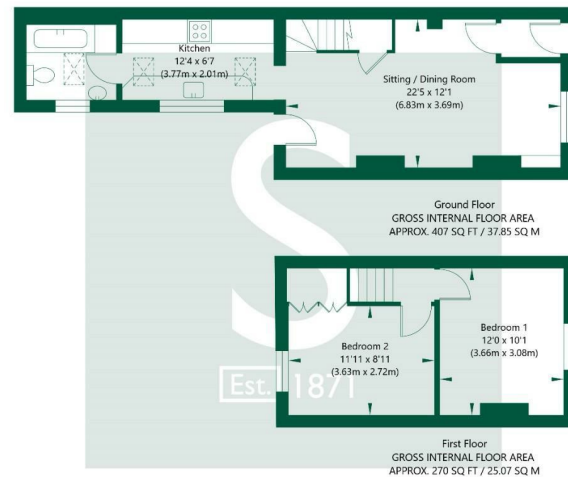 Kitchen
12'4 x 6'7
(3.77m x 2.01m)
Sitting / Dining Room
22'5 x 12'1
(6.83m x 3.69m)
Ground Floor
GROSS INTERNAL FLOOR AREA
APPROX. 407 SQ FT / 37.85 SQ M
S
Bedroom 2
11'11 x 8'11
(3.63m x 2.72m)
Bedroom 1
12'0 x 10'1
(3.66m x 3.08m)
Est. 1871
First Floor
GROSS INTERNAL FLOOR AREA
APPROX. 270 SQ FT / 25.07 SQ M